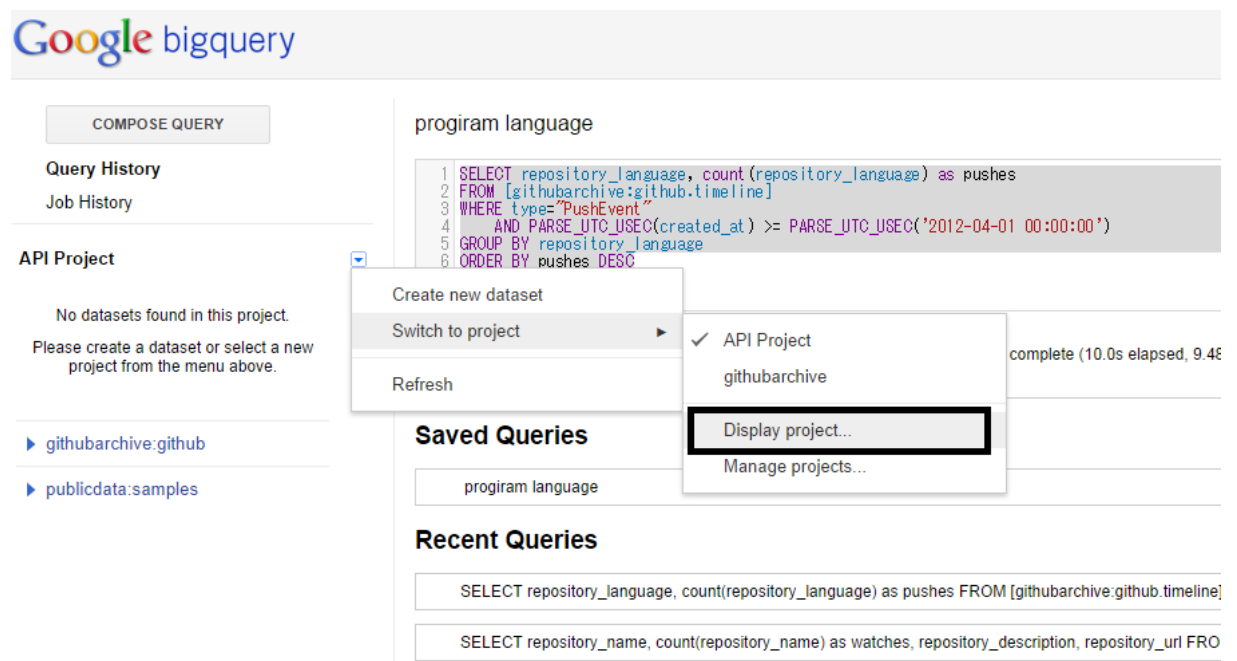 Google bigquery
COMPOSE QUERY
Query History
Job History
API Project
No datasets found in this project.
Please create a dataset or select a new
project from the menu above.
githubarchive:github
publicdata:samples
progiram language
1 SELECT repository_language, count(repository_language) as pushes
2 FROM [githubarchive:github.timeline]
3 WHERE type="PushEvent"
4 AND PARSE_UTC_USEC(created_at) >= PARSE_UTC_USEC('2012-04-01 00:00:00')
5 GROUP BY repository_language
6 ORDER BY pushes DESC
Create new dataset
Switch to project
Refresh
API Project
githubarchive
Display project...
Manage projects...
complete (10.0s elapsed, 9.48
Saved Queries
progiram language
Recent Queries
SELECT repository_language, count(repository_language) as pushes FROM [githubarchive:github.timeline]
SELECT repository_name, count(repository_name) as watches, repository_description, repository_url FRO